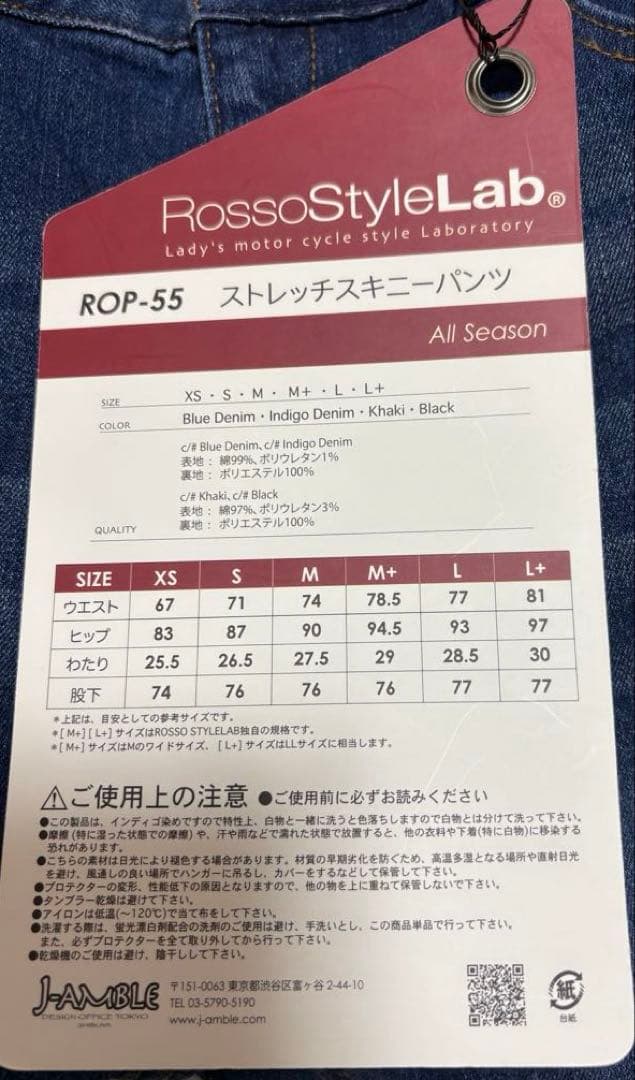 RossoStyleLab®
Lady's motor cycle style Laboratory
ROP-55 ストレッチスキニーパンツ
All Season
SIZE XS・S・M・M+・L・L+
COLOR Blue Denim・Indigo Denim・Khaki・Black
c/# Blue Denim、c/# Indigo Denim
表地： 綿99%、ポリウレタン1%
裏地： ポリエステル100%
c/# Khaki、c/# Black
表地： 綿97%、ポリウレタン3%
裏地： ポリエステル100%
QUALITY
SIZE XS S M M+ L L+
ウエスト 67 71 74 78.5 77 81
ヒップ 83 87 90 94.5 93 97
わたり 25.5 26.5 27.5 29 28.5 30
股下 74 76 76 76 77 77
＊上記は、目安としての参考サイズです。
＊[ M+] [ L+] サイズはROSSO STYLELAB独自の規格です。
＊[ M+] サイズはMのワイドサイズ、 [ L+] サイズはLLサイズに相当します。
⚠ご使用上の注意 ●ご使用前に必ずお読みください
●この製品は、インディゴ染めですので特性上、白物と一緒に洗うと色落ちしますので白物とは分けて洗って下さい。
●摩擦 (特に湿った状態での摩擦) や、汗や雨などで濡れた状態で放置すると、他の衣料や下着(特に白物)に移染する
恐れがあります。
●こちらの素材は日光により褪色する場合があります。材質の早期劣化を防ぐため、高温多湿となる場所や直射日光
を避け、風通しの良い場所でハンガーに吊るし、カバーをするなどして保管して下さい。
●プロテクターの変形、性能低下の原因となりますので、他の物を上に重ねて保管しないで下さい。
●タンブラー乾燥は避けて下さい。
●アイロンは低温(〜120℃)で当て布をして下さい。
●洗濯する際は、蛍光漂白剤配合の洗剤のご使用は避け、手洗いとし、この商品単品で行って下さい。
また、必ずプロテクターを全て取り外してから行って下さい。
●乾燥機のご使用は避け、陰干しして下さい。
J-AMBLE
DESIGN・OFFICE TOKYO
〒151-0063 東京都渋谷区富ヶ谷 2-44-10
TEL 03-5790-5190
www.j-amble.com
紙
台紙